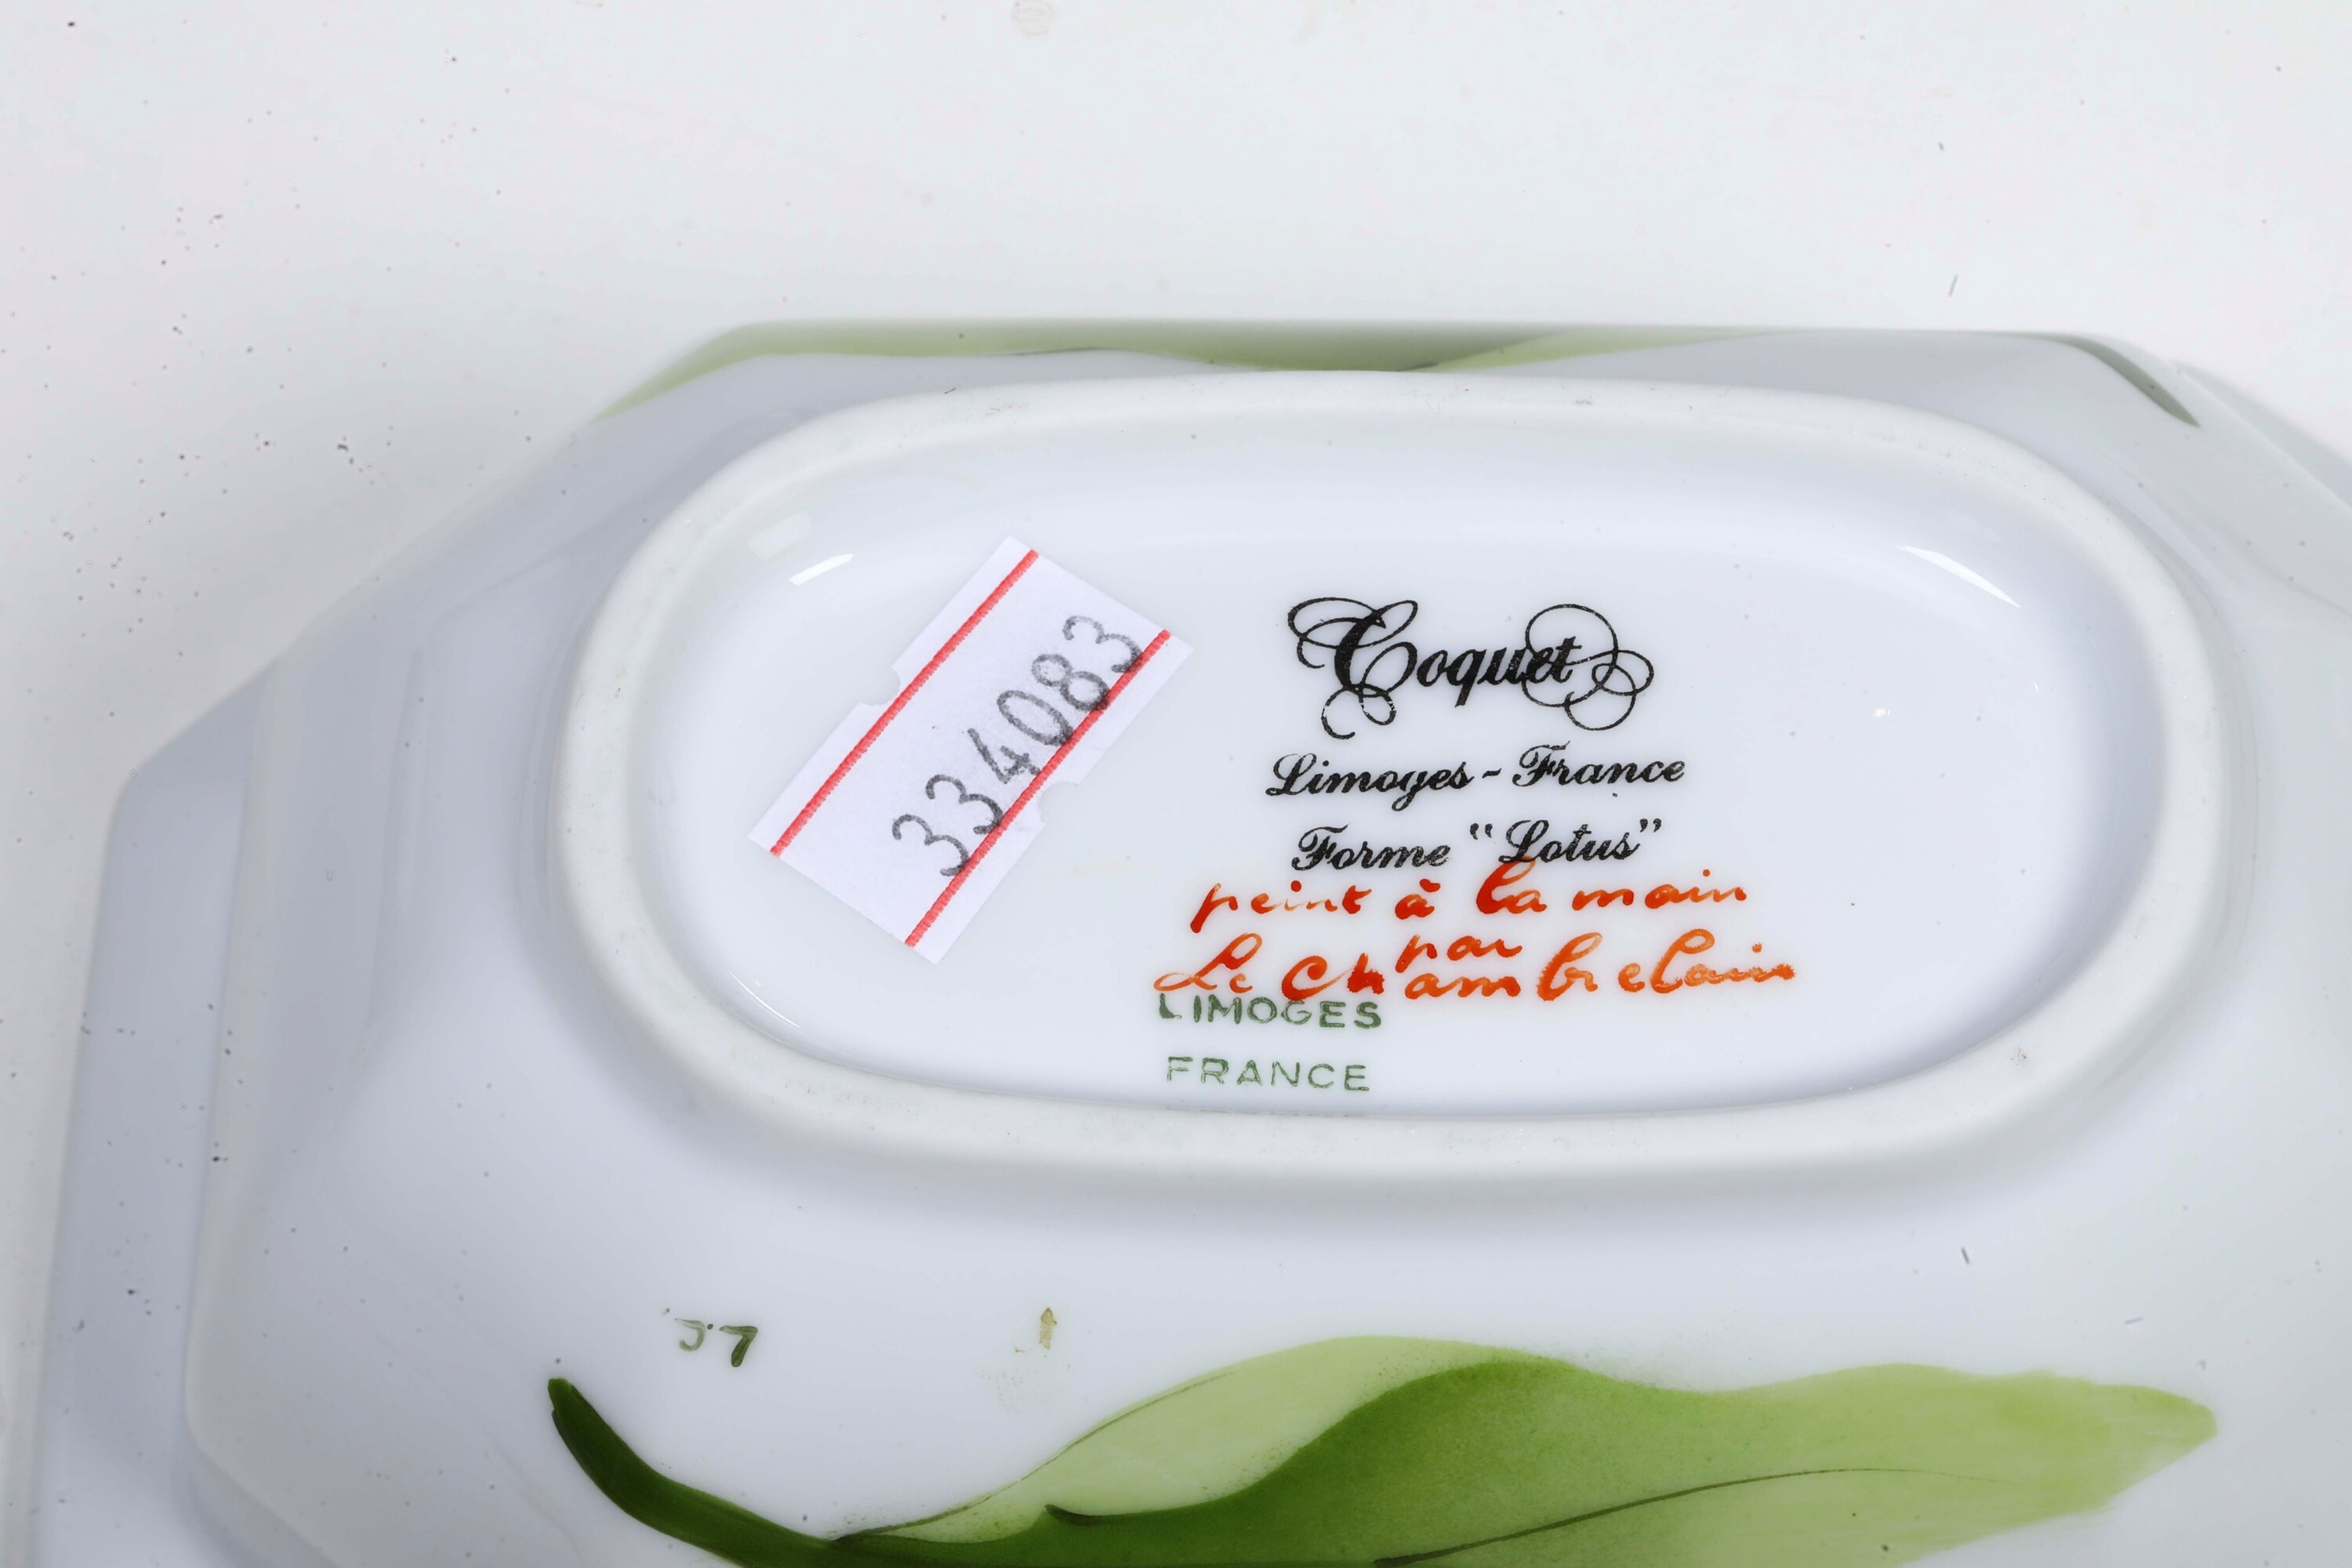 334083
Coquet
Limoges - France
Forme "Lotus"
peint à la main
par
Le Chambrelain
LIMOGES
FRANCE